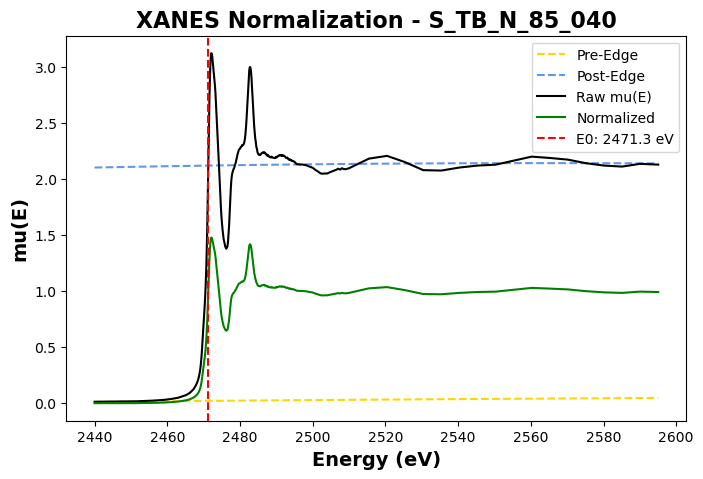 XANES Normalization - S_TB_N_85_040
mu(E)
3.0
2.5
2.0
1.5
1.0
0.5
0.0
Pre-Edge
Post-Edge
Raw mu(E)
Normalized
E0: 2471.3 eV
2440 2460 2480 2500 2520 2540 2560 2580 2600
Energy (eV)